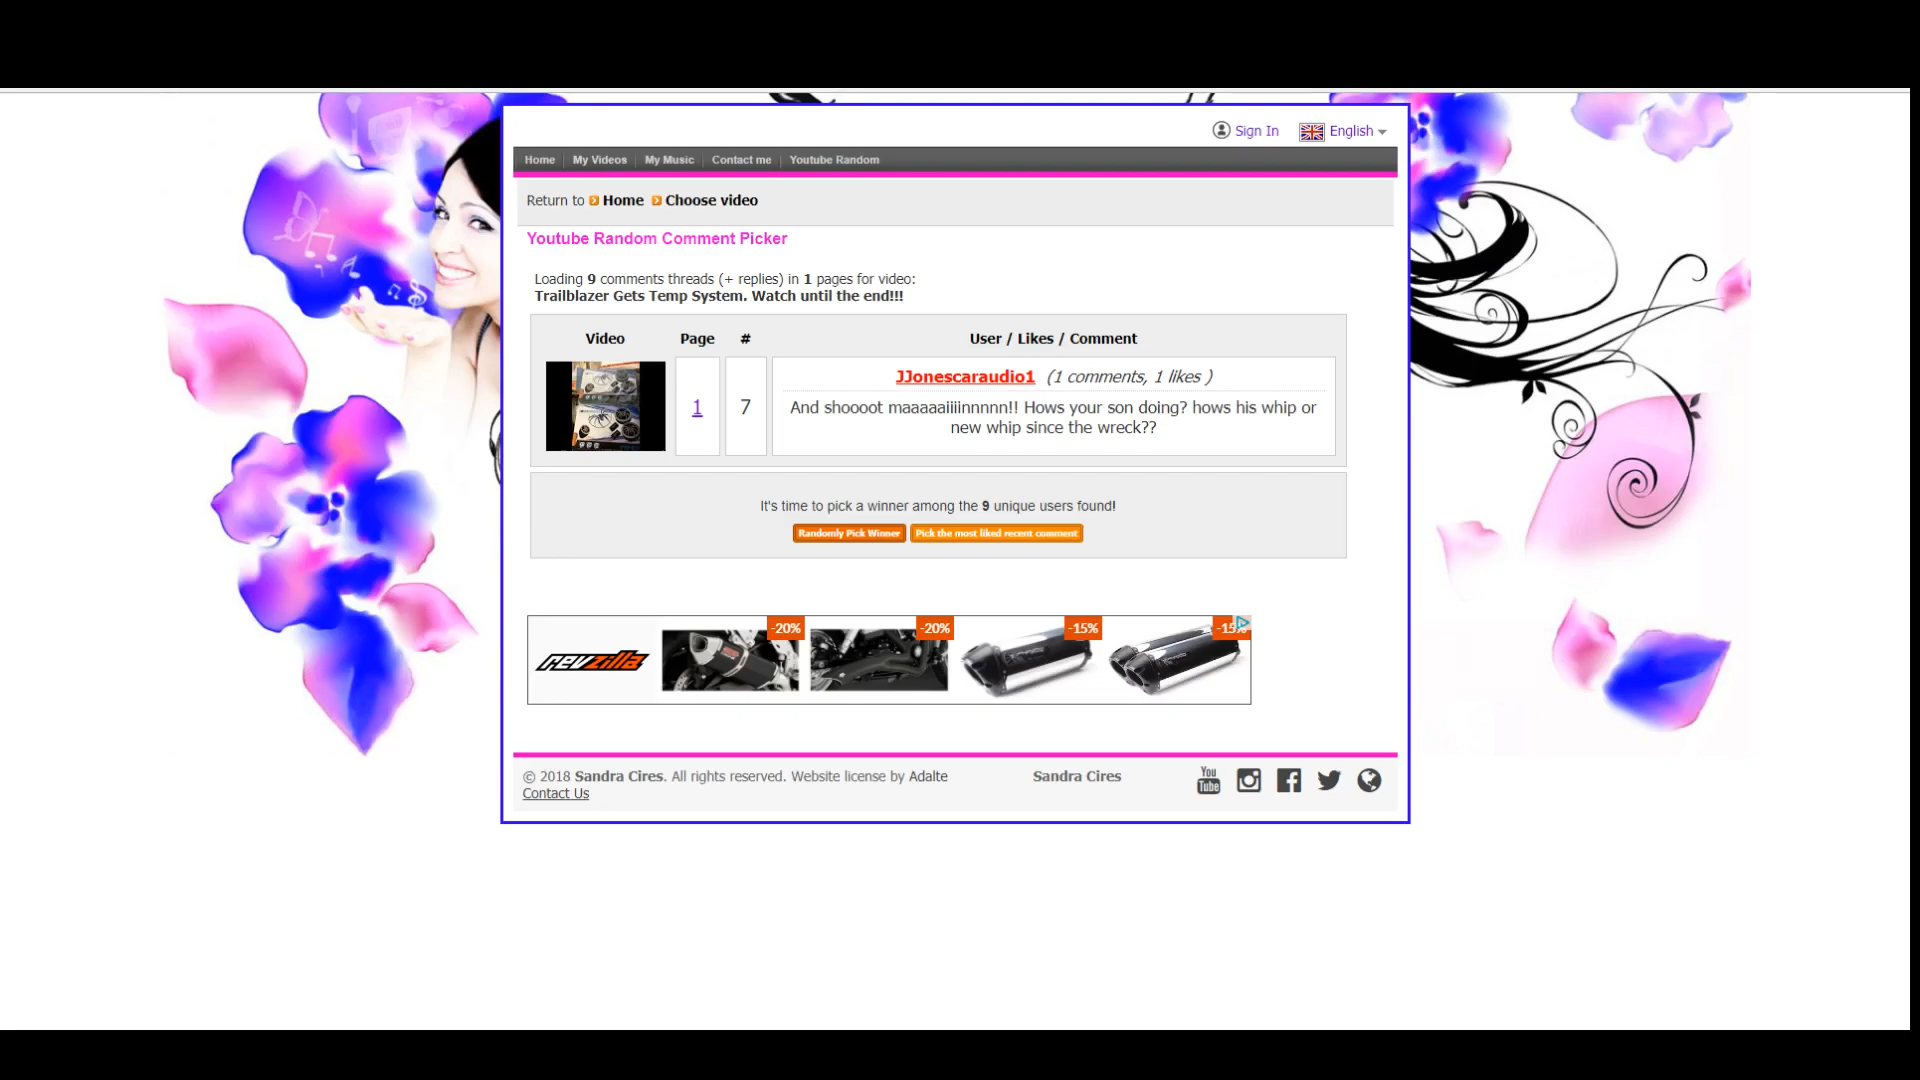 Sign In English
Home My Videos My Music Contact me Youtube Random
Return to Home Choose video
Youtube Random Comment Picker
Loading 9 comments threads (+ replies) in 1 pages for video:
Trailblazer Gets Temp System. Watch until the end!!!
Video Page # User / Likes / Comment
JJonescaraudio1 (1 comments, 1 likes )
1 7 And shoooot maaaaaiiiinnnnn!! Hows your son doing? hows his whip or
new whip since the wreck??
It's time to pick a winner among the 9 unique users found!
Randomly Pick Winner Pick the most liked recent comment
-20% -20% -15% -15%
revzilla
© 2018 Sandra Cires. All rights reserved. Website license by Adalte Sandra Cires You Tube
Contact Us